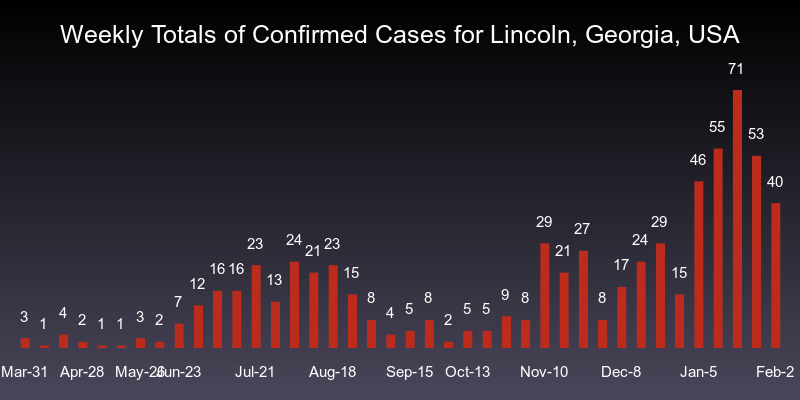 Weekly Totals of Confirmed Cases for Lincoln, Georgia, USA
3 1 4 2 1 1 3 2 7 12 16 16 23 13 24 21 23 15 8 4 5 8 2 5 5 9 8 29 21 27 8 17 24 29 15 46 55 71 53 40
Mar-31 Apr-28 May-26 Jun-23 Jul-21 Aug-18 Sep-15 Oct-13 Nov-10 Dec-8 Jan-5 Feb-2